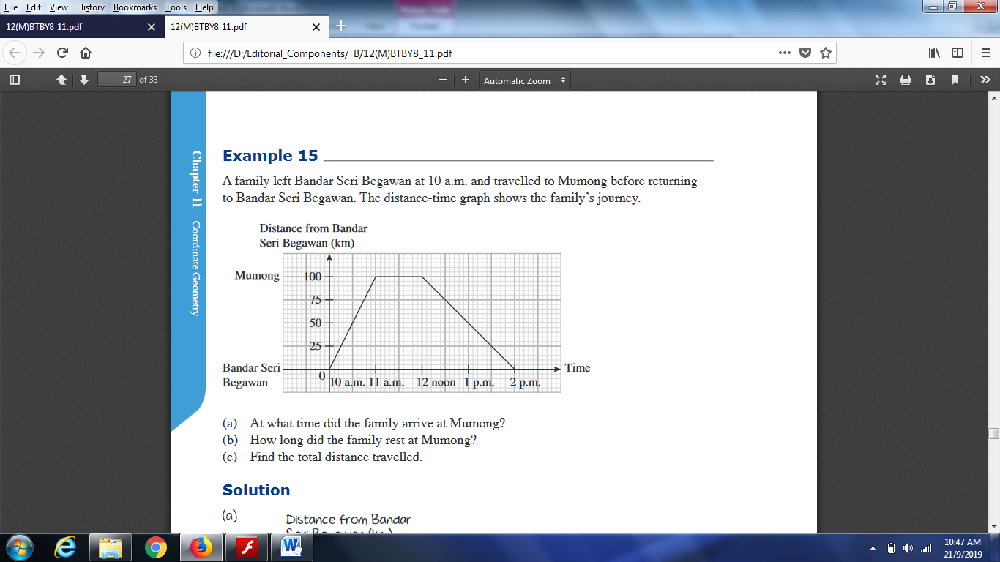 File Edit View History Bookmarks Tools Help
12(M)BTBY8_11.pdf
12(M)BTBY8_11.pdf
file:///D:/Editorial_Components/TB/12(M)BTBY8_11.pdf
27 of 33
Automatic Zoom
Chapter 11 Coordinate Geometry
Example 15
A family left Bandar Seri Begawan at 10 a.m. and travelled to Mumong before returning
to Bandar Seri Begawan. The distance-time graph shows the family's journey.
Distance from Bandar
Seri Begawan (km)
Mumong 100
75
50
25
Bandar Seri
Begawan
0
Time
10 a.m. 11 a.m. 12 noon 1 p.m. 2 p.m.
(a) At what time did the family arrive at Mumong?
(b) How long did the family rest at Mumong?
(c) Find the total distance travelled.
Solution
(a) Distance from Bandar
10:47 AM
21/9/2019